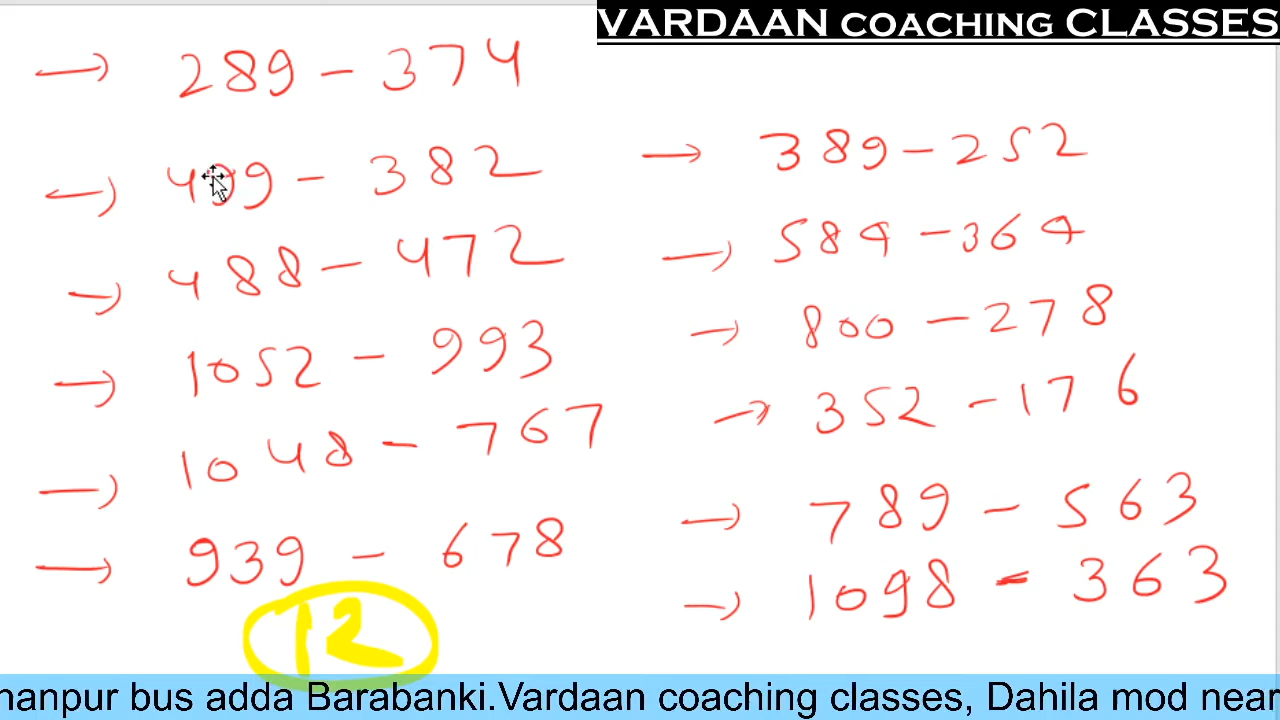 VARDAAN COACHING CLASSES
→ 289 - 374
→ 499 - 382
→ 488 - 472
→ 1052 - 993
→ 1048 - 767
→ 939 - 678
12
→ 389 - 252
→ 584 - 364
→ 800 - 278
→ 352 - 176
→ 789 - 563
→ 1098 - 363
hanpur bus adda Barabanki.Vardaan coaching classes, Dahila mod near